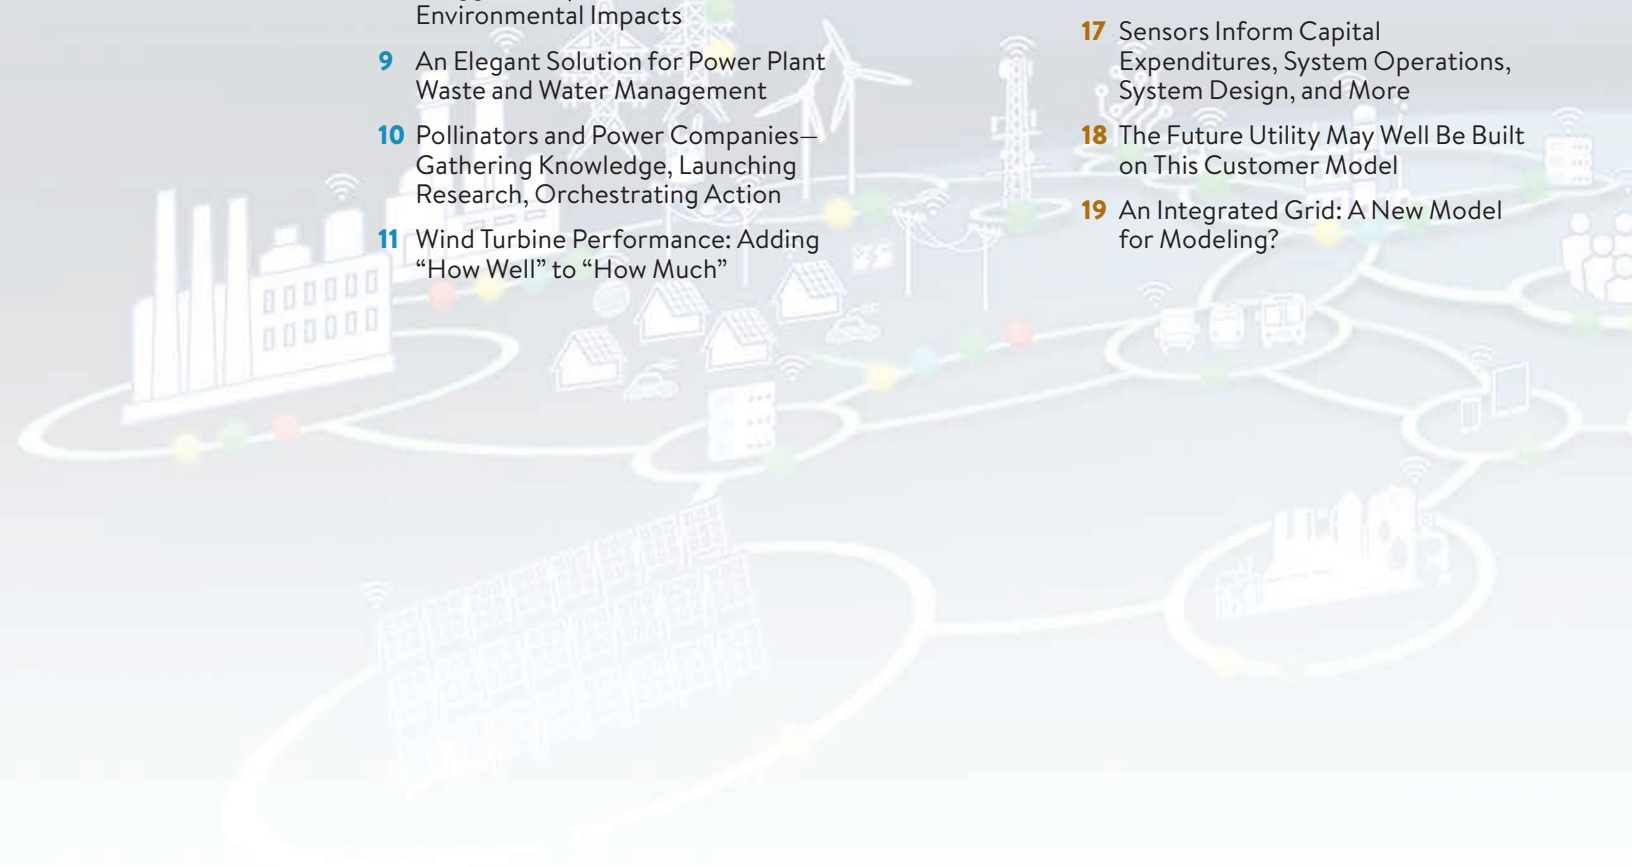 Environmental Impacts
9 An Elegant Solution for Power Plant
Waste and Water Management
10 Pollinators and Power Companies—
Gathering Knowledge, Launching
Research, Orchestrating Action
11 Wind Turbine Performance: Adding
“How Well” to “How Much”
17 Sensors Inform Capital
Expenditures, System Operations,
System Design, and More
18 The Future Utility May Well Be Built
on This Customer Model
19 An Integrated Grid: A New Model
for Modeling?